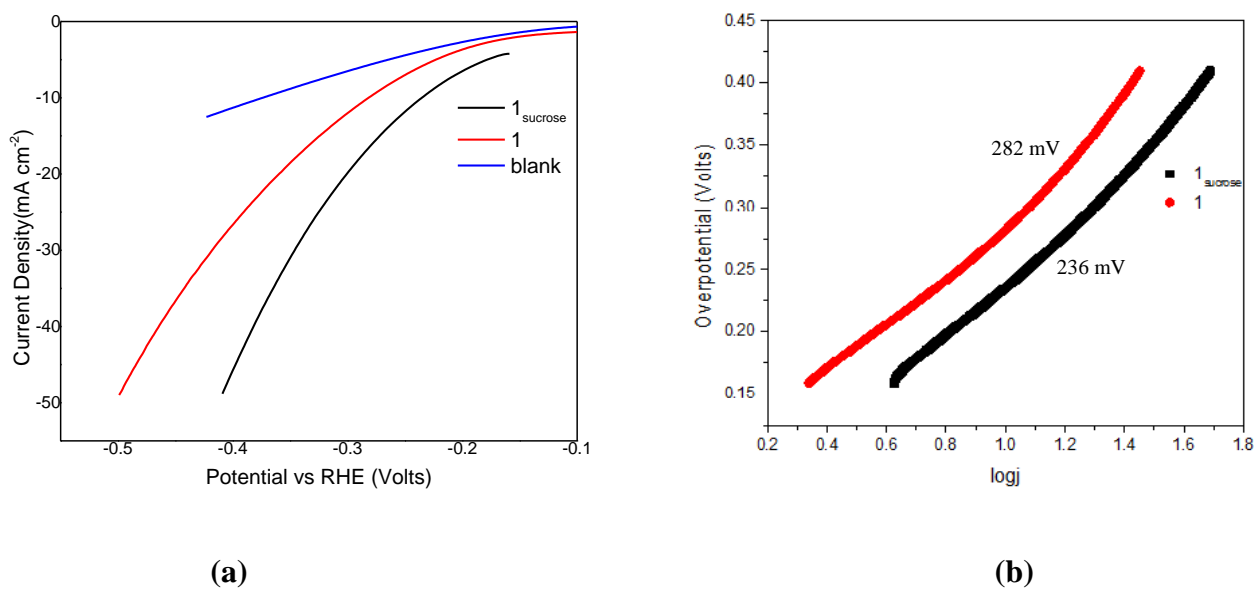 0
-10
-20
-30
-40
-50
-0.5
-0.4
-0.3
-0.2
-0.1
Current Density(mA cm-2)
Potential vs RHE (Volts)
1sucrose
1
blank
(a)
0.45
0.40
0.35
0.30
0.25
0.20
0.15
0.2
0.4
0.6
0.8
1.0
1.2
1.4
1.6
1.8
Overpotential (Volts)
logj
282 mV
236 mV
1sucrose
1
(b)